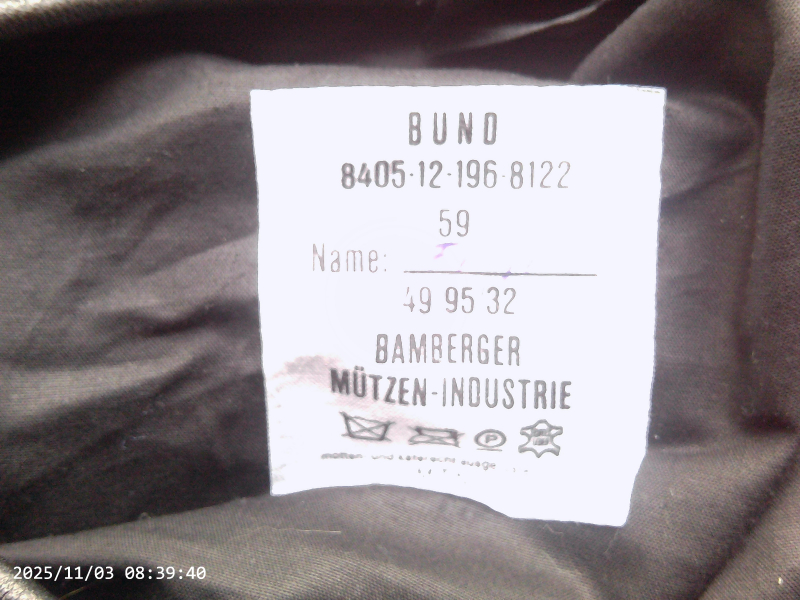 BUND
8405-12-196-8122
59
Name:
49 95 32
BAMBERGER
MÜTZEN-INDUSTRIE
P
und
2025/11/03 08:39:40